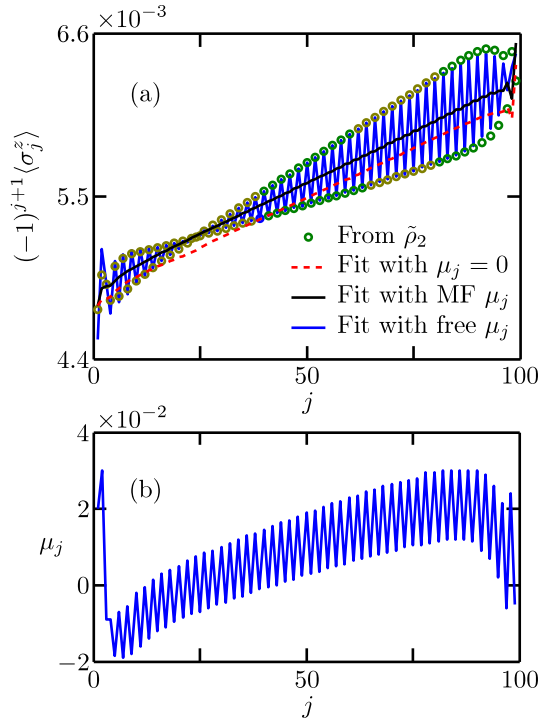 ×10⁻³
6.6
(a)
(−1)^{j+1}⟨σ_j^z⟩
5.5
From ρ̃₂
Fit with μ_j = 0
Fit with MF μ_j
Fit with free μ_j
4.4
0 50 100
j
×10⁻²
4
(b)
2
μ_j
0
−2
0 50 100
j